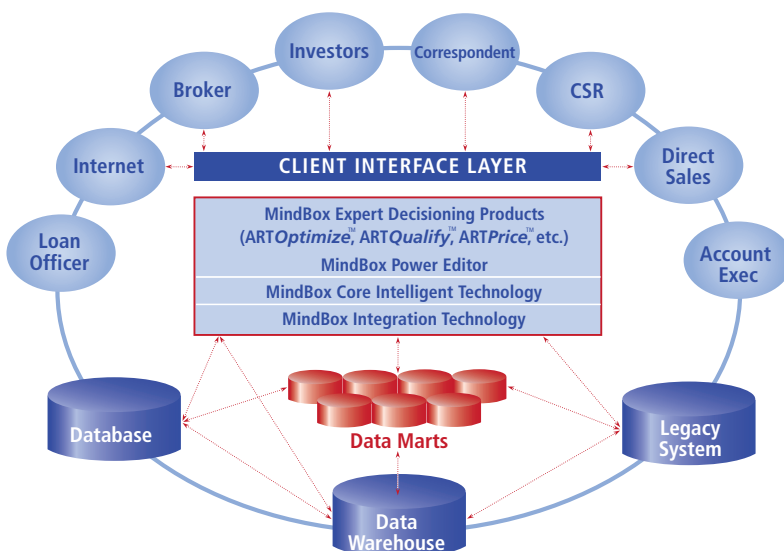 Investors
Correspondent
Broker
CSR
Internet
CLIENT INTERFACE LAYER
Direct
Sales
Loan
Officer
MindBox Expert Decisioning Products
(ARTOptimize™, ARTQualify™, ARTPrice™, etc.)
MindBox Power Editor
MindBox Core Intelligent Technology
MindBox Integration Technology
Account
Exec
Database
Data Marts
Legacy
System
Data
Warehouse